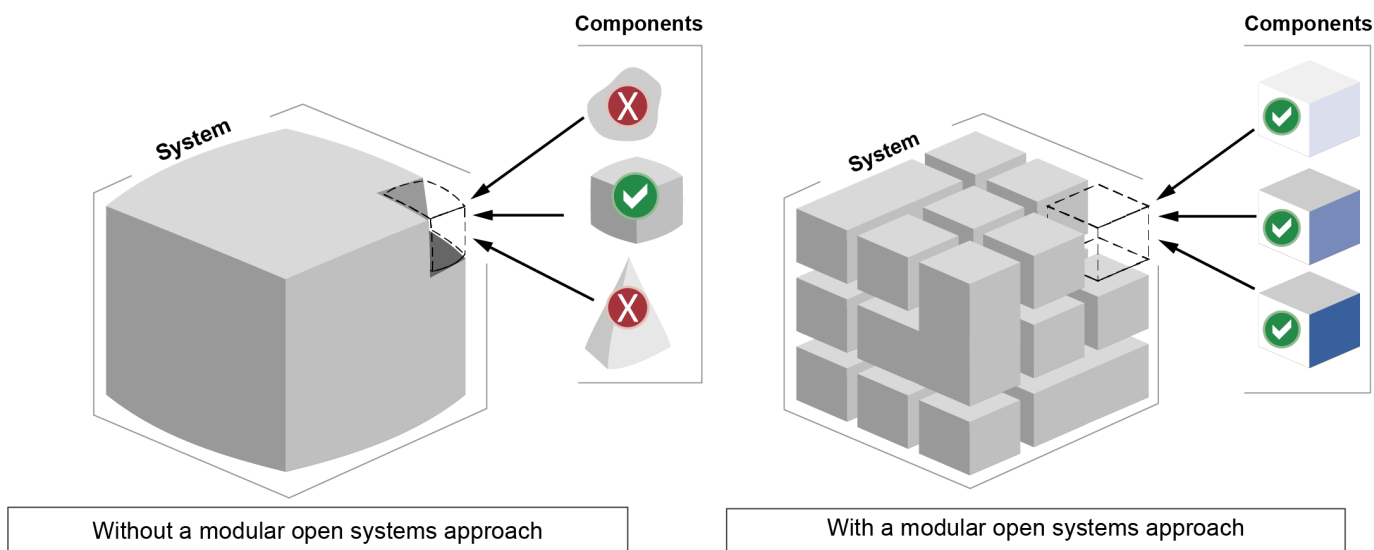 Components
System
X
X
Without a modular open systems approach
Components
System
With a modular open systems approach